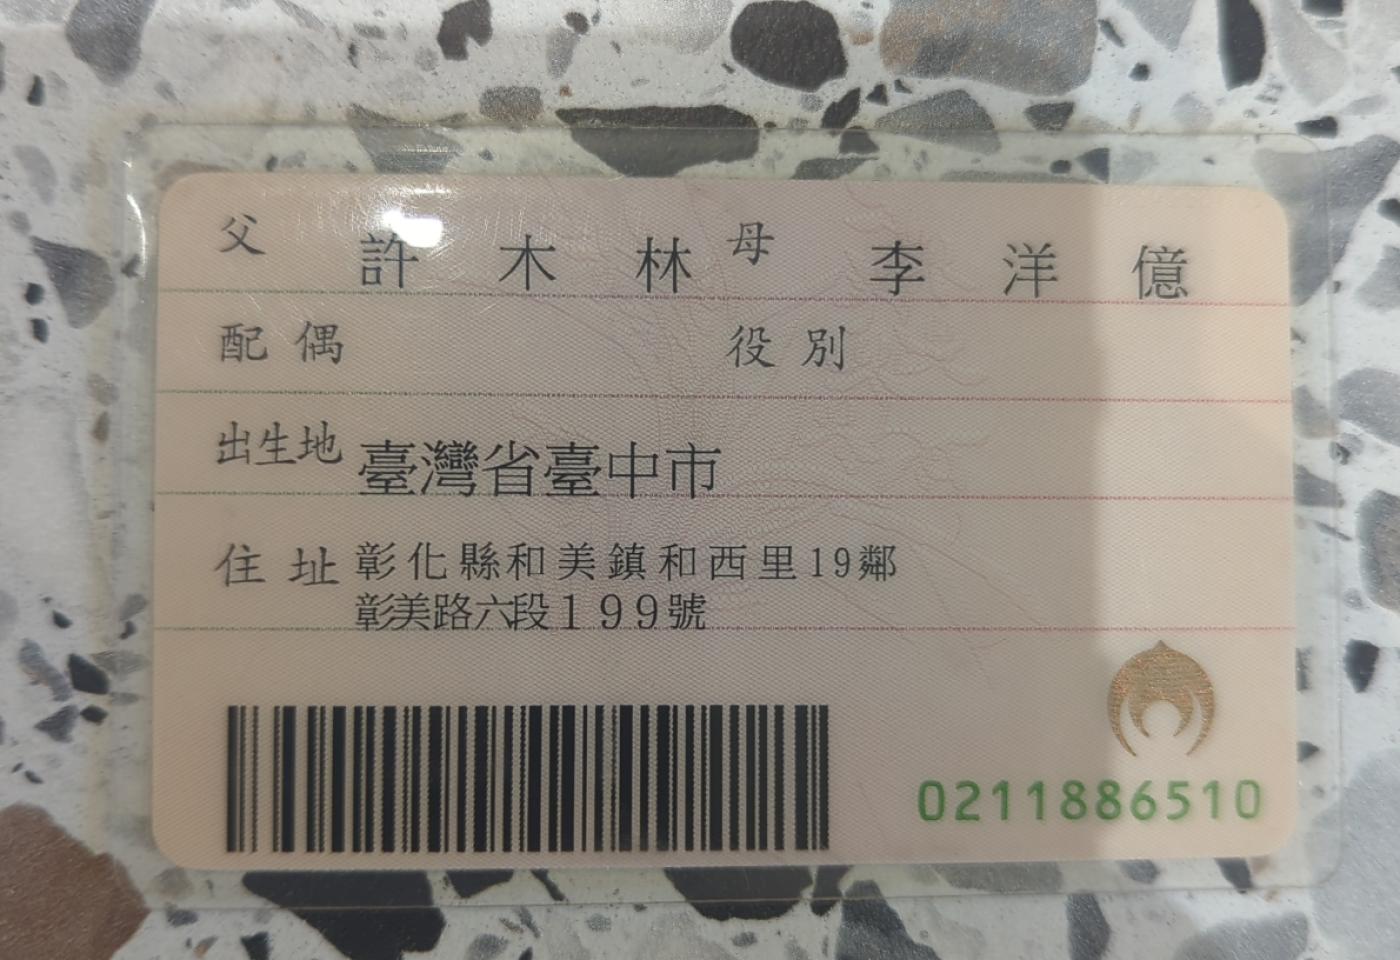 父 許木林 母 李洋億
配偶 役別
出生地 臺灣省臺中市
住址 彰化縣和美鎮和西里19鄰
彰美路六段199號
0211886510